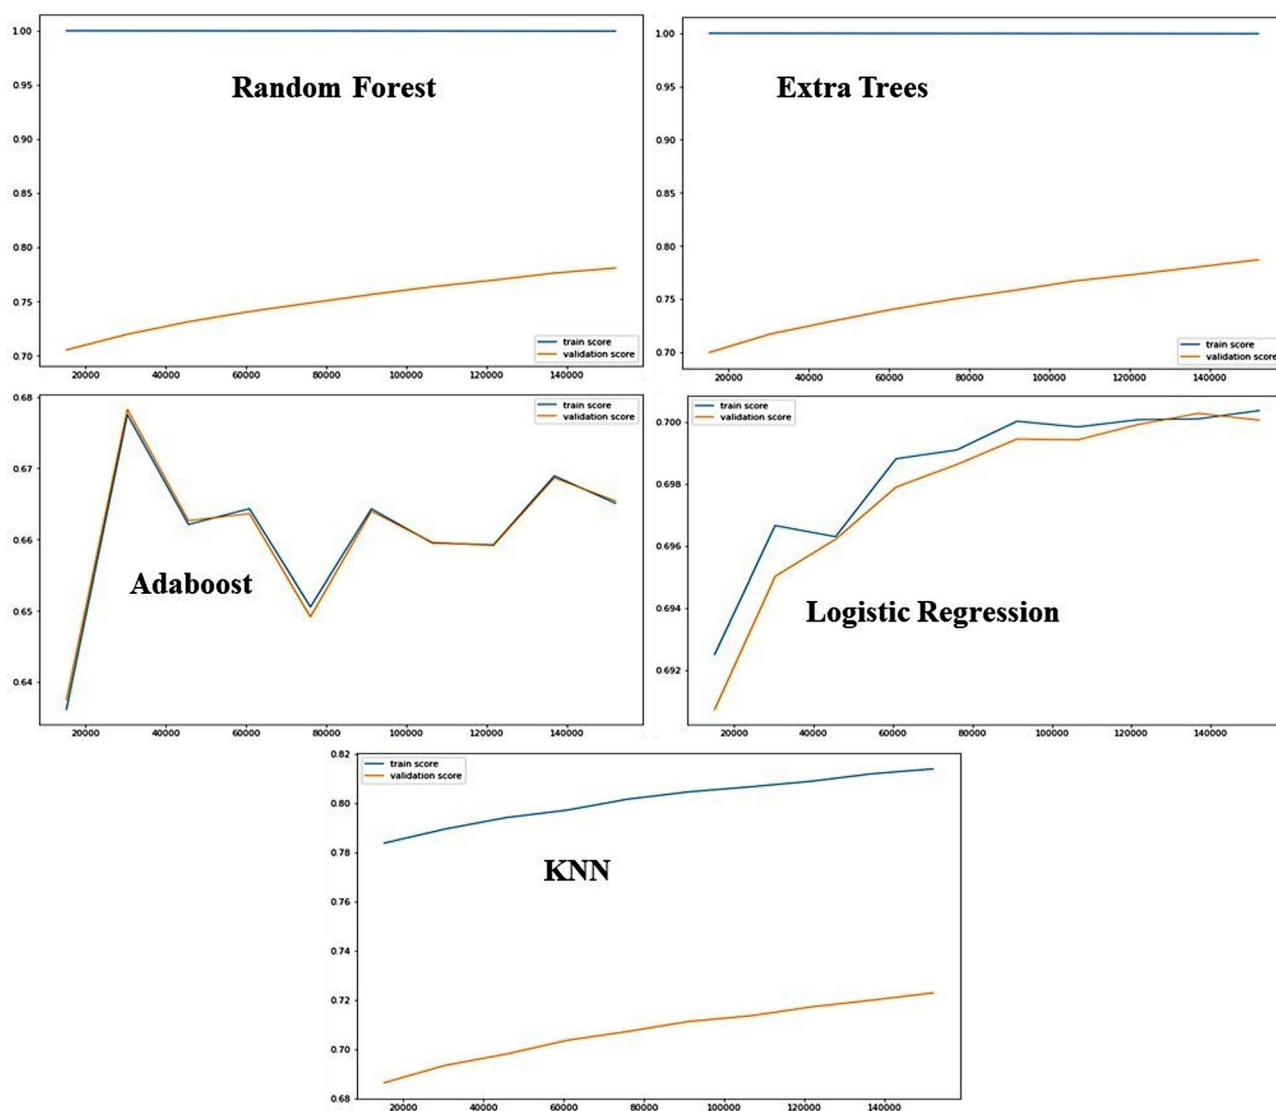 1.00
0.95
0.90
0.85
0.80
0.75
0.70
Random Forest
train score
validation score
20000 40000 60000 80000 100000 120000 140000
1.00
0.95
0.90
0.85
0.80
0.75
0.70
Extra Trees
train score
validation score
20000 40000 60000 80000 100000 120000 140000
0.68
0.67
0.66
0.65
0.64
train score
validation score
Adaboost
20000 40000 60000 80000 100000 120000 140000
train score
validation score
0.700
0.698
0.696
0.694
0.692
Logistic Regression
20000 40000 60000 80000 100000 120000 140000
0.82
0.80
0.78
0.76
0.74
0.72
0.70
0.68
train score
validation score
KNN
20000 40000 60000 80000 100000 120000 140000